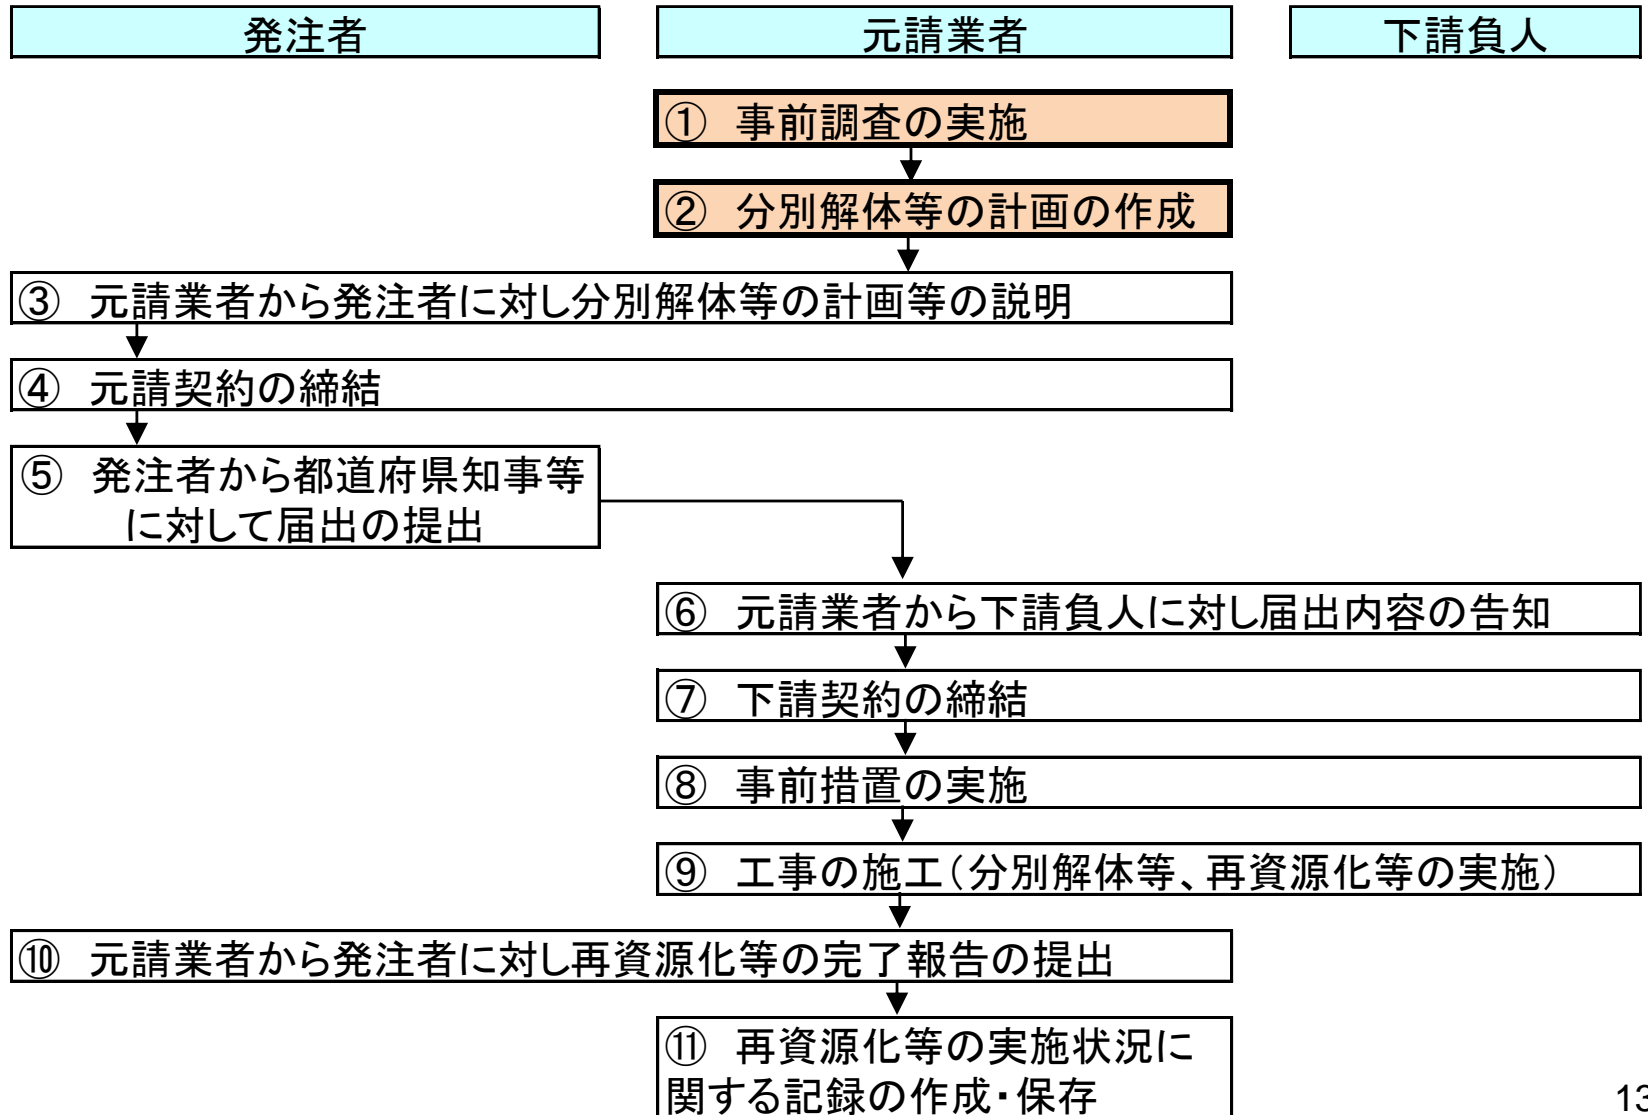 発注者
元請業者
下請負人
① 事前調査の実施
② 分別解体等の計画の作成
③ 元請業者から発注者に対し分別解体等の計画等の説明
④ 元請契約の締結
⑤ 発注者から都道府県知事等
に対して届出の提出
⑥ 元請業者から下請負人に対し届出内容の告知
⑦ 下請契約の締結
⑧ 事前措置の実施
⑨ 工事の施工（分別解体等、再資源化等の実施）
⑩ 元請業者から発注者に対し再資源化等の完了報告の提出
⑪ 再資源化等の実施状況に
関する記録の作成・保存
13